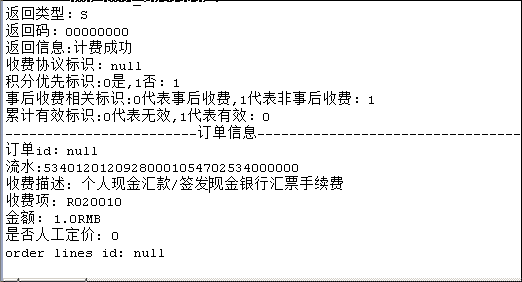 返回类型: S
返回码: 00000000
返回信息:计费成功
收费协议标识: null
积分优先标识:0是,1否: 1
事后收费相关标识:0代表事后收费,1代表非事后收费: 1
累计有效标识:0代表无效,1代表有效: 0
------------------------订单信息------------------------
订单id: null
流水:53401201209280001054702534000000
收费描述: 个人现金汇款/签发现金银行汇票手续费
收费项: R020010
金额: 1.0RMB
是否人工定价: 0
order lines id: null